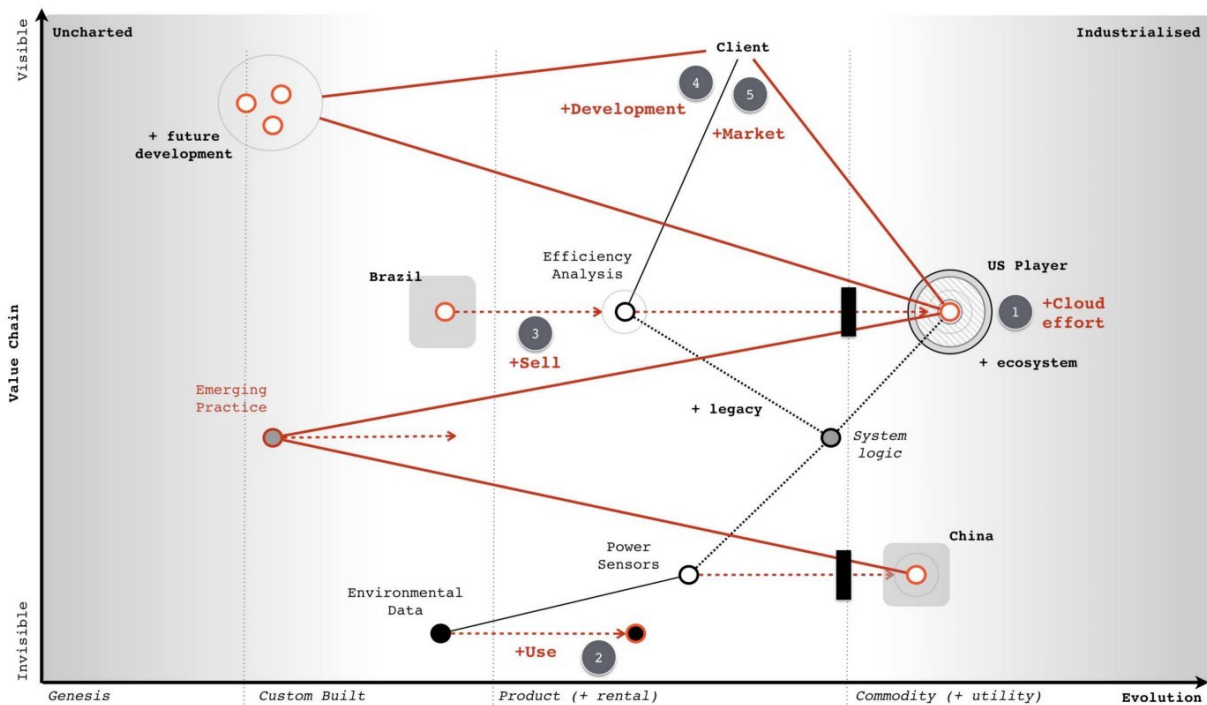 Uncharted
Industrialised
Visible
Client
4
5
+Development
+Market
+ future
development
Efficiency
Analysis
Brazil
US Player
1
+Cloud
effort
3
+Sell
+ ecosystem
Emerging
Practice
+ legacy
System
logic
Value Chain
China
Power
Sensors
Environmental
Data
+Use
2
Invisible
Genesis
Custom Built
Product (+ rental)
Commodity (+ utility)
Evolution